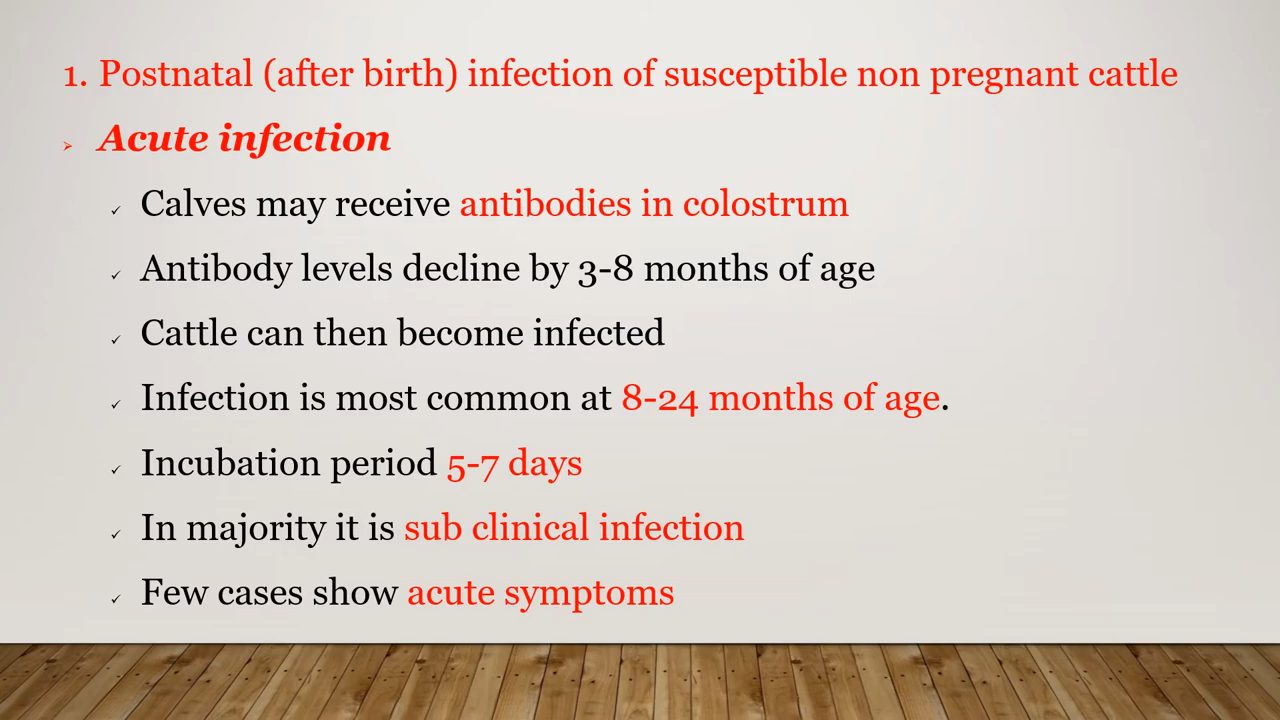 1. Postnatal (after birth) infection of susceptible non pregnant cattle
➢ Acute infection
✓ Calves may receive antibodies in colostrum
✓ Antibody levels decline by 3-8 months of age
✓ Cattle can then become infected
✓ Infection is most common at 8-24 months of age.
✓ Incubation period 5-7 days
✓ In majority it is sub clinical infection
✓ Few cases show acute symptoms